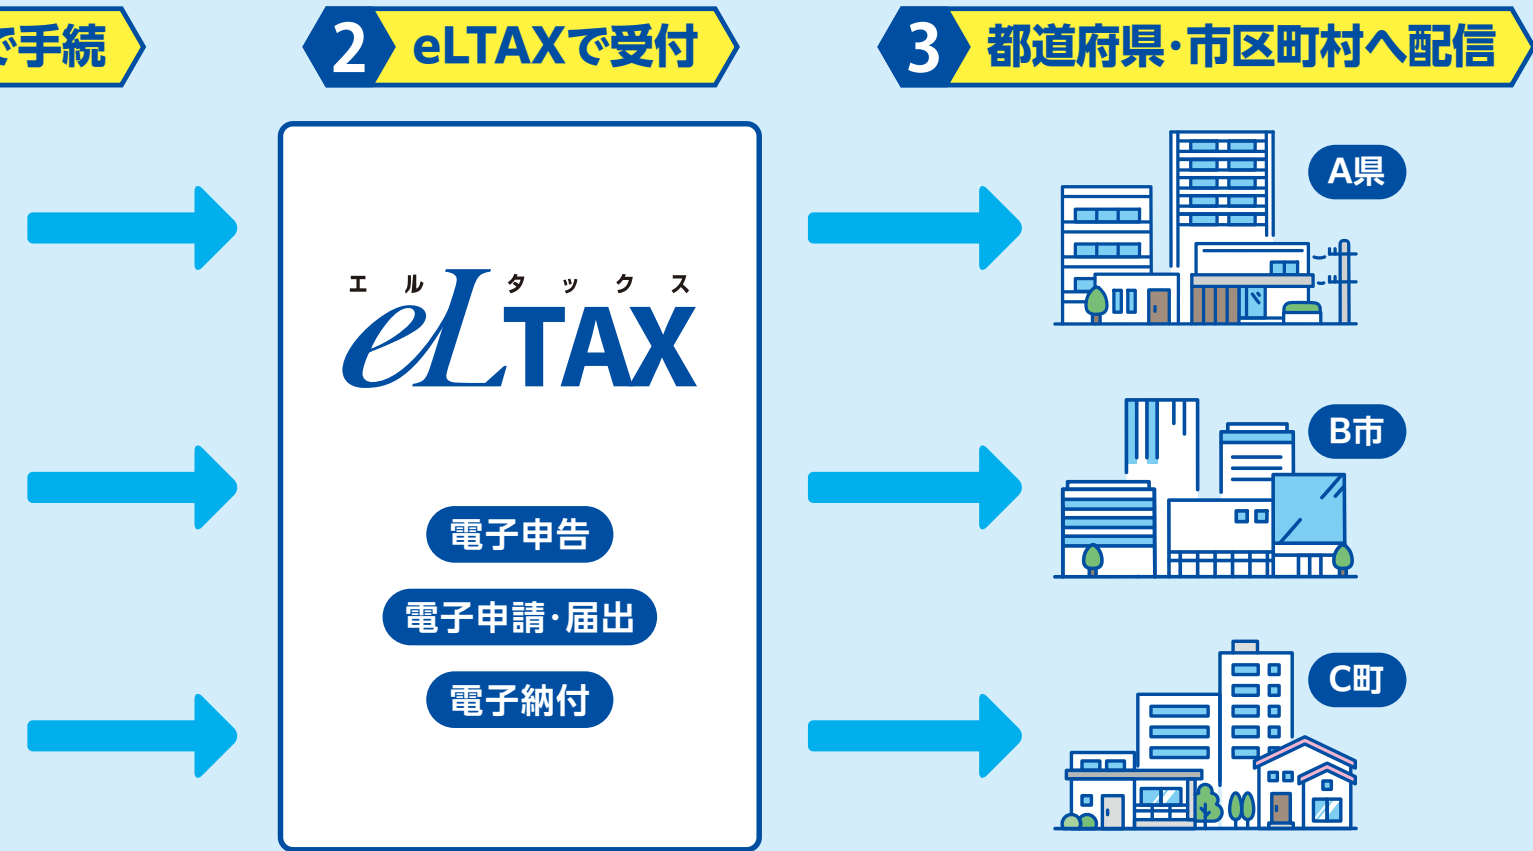 で手続
2 eLTAXで受付
3 都道府県・市区町村へ配信
エルタックス
eLTAX
電子申告
電子申請・届出
電子納付
A県
B市
C町